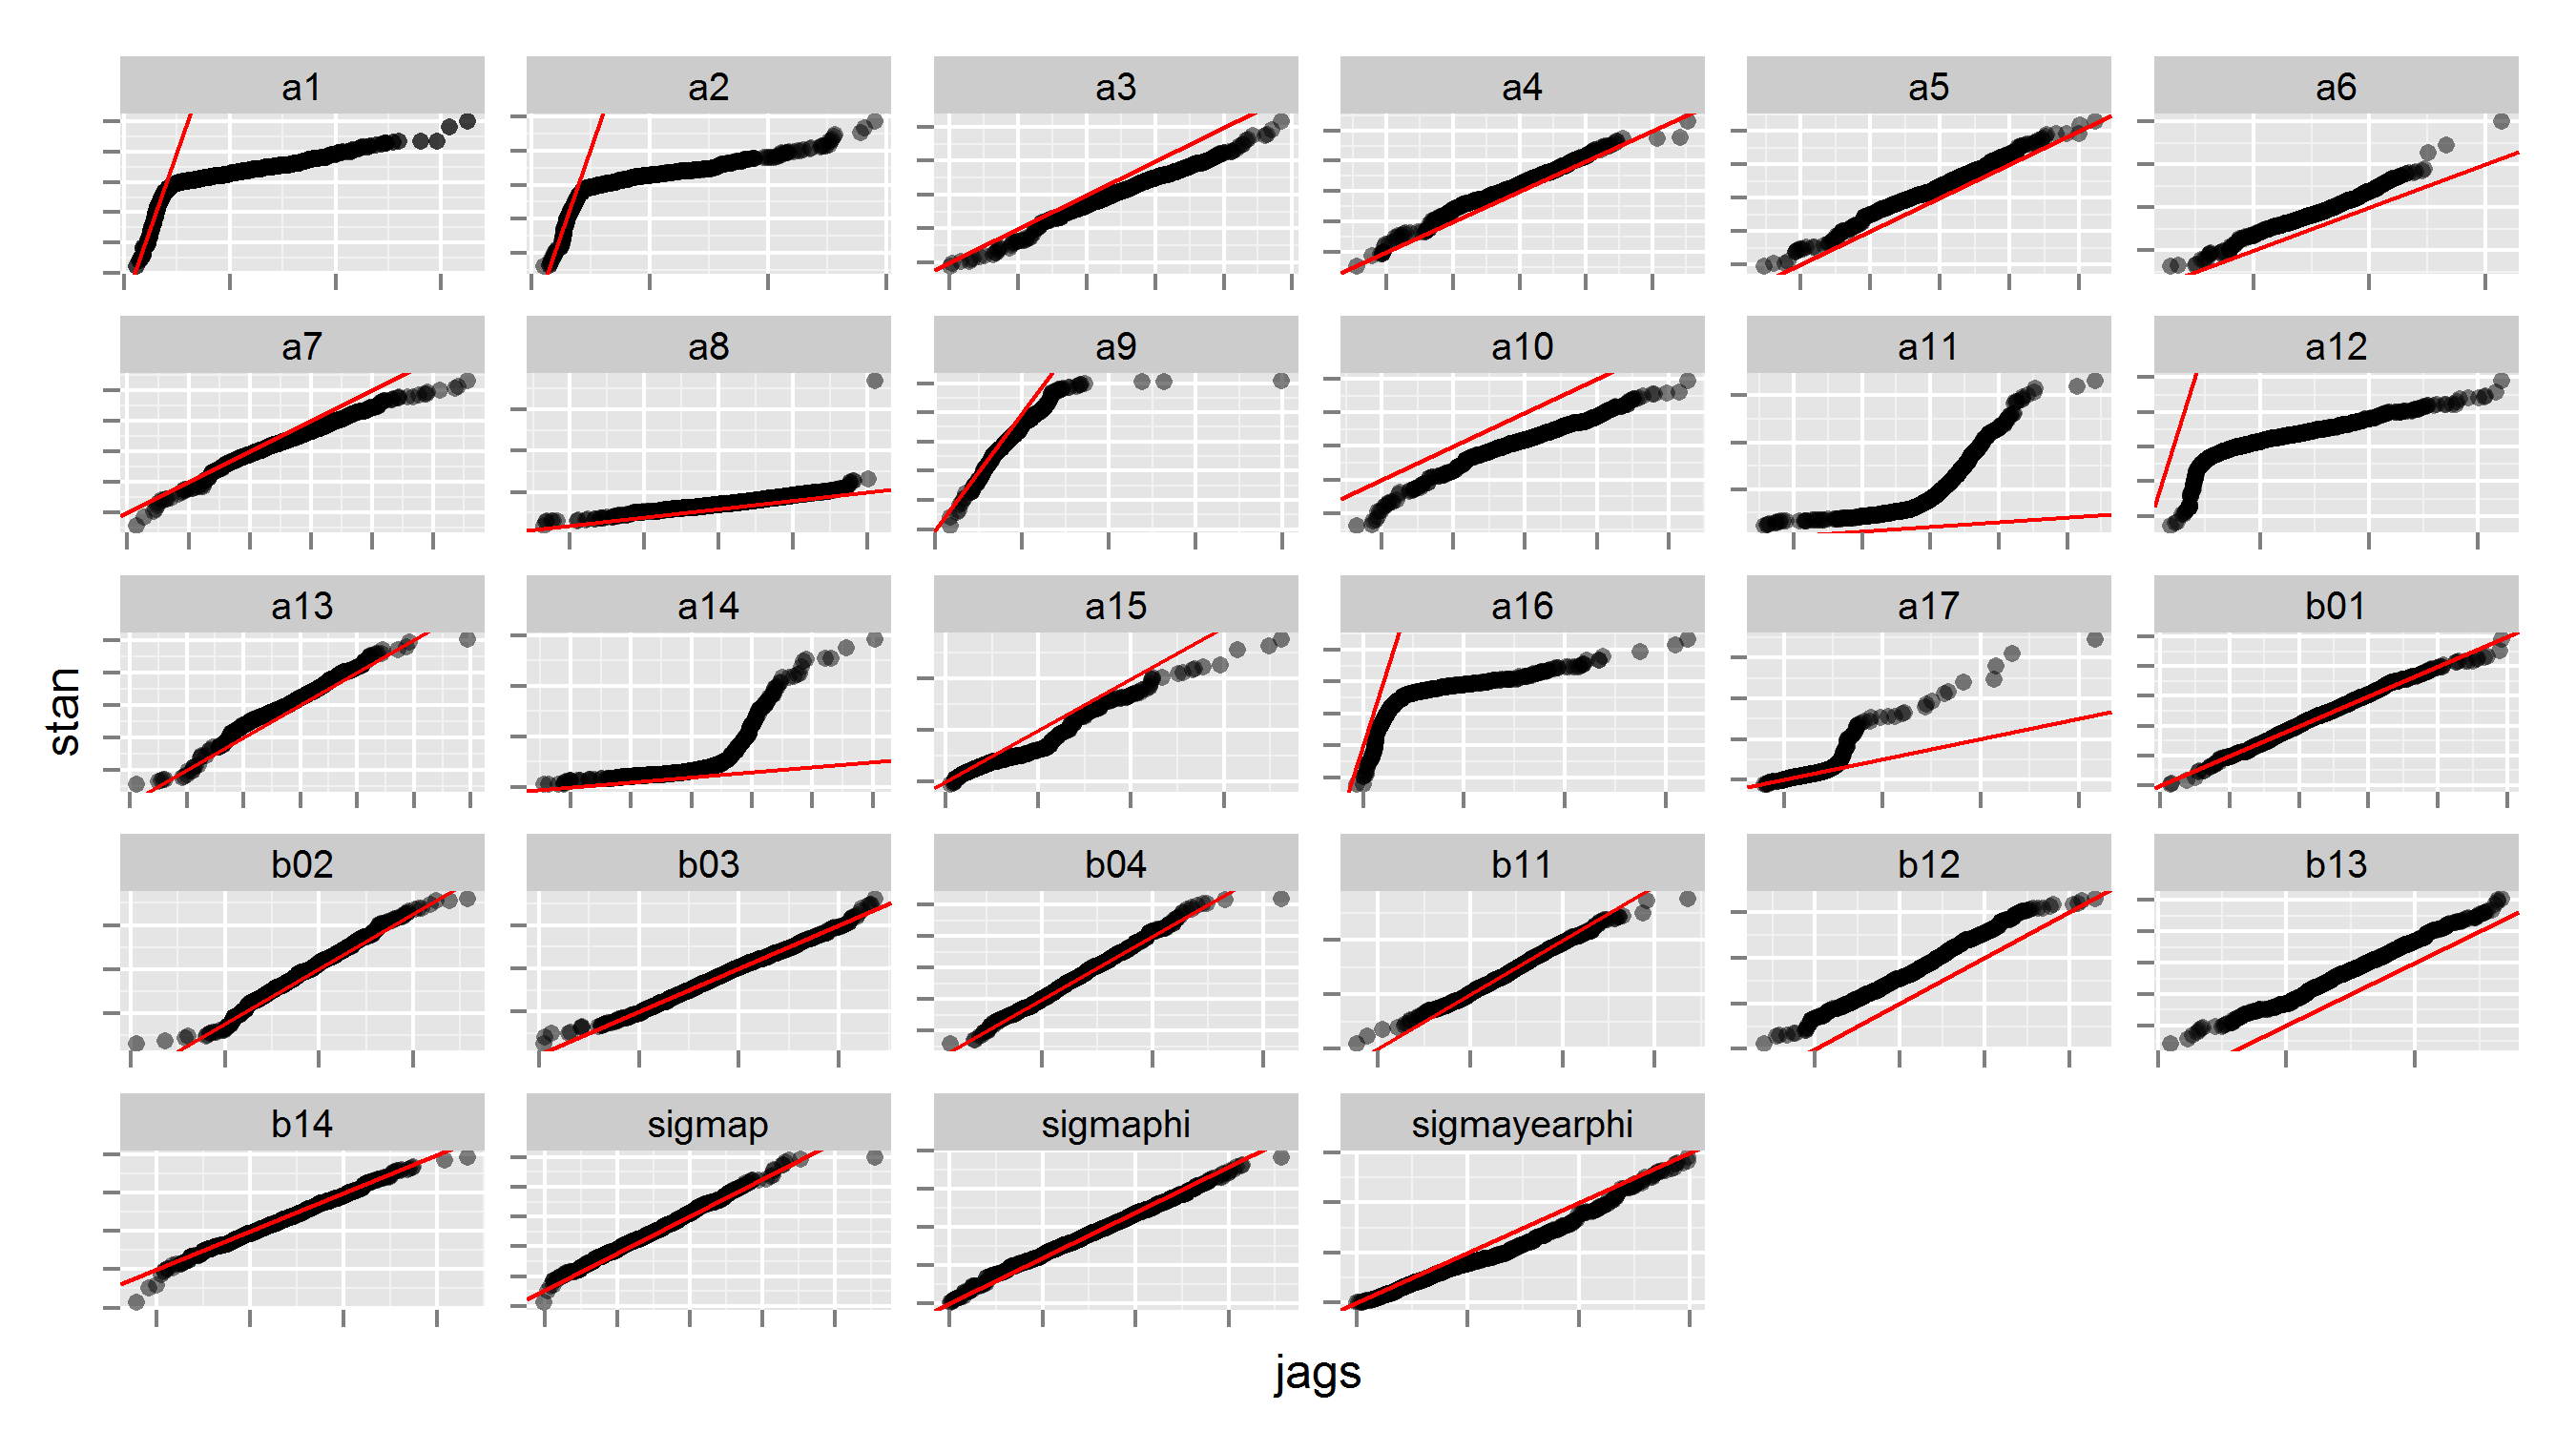 a1 a2 a3 a4 a5 a6
a7 a8 a9 a10 a11 a12
a13 a14 a15 a16 a17 b01
stan
b02 b03 b04 b11 b12 b13
b14 sigmap sigmaphi sigmayearphi
jags